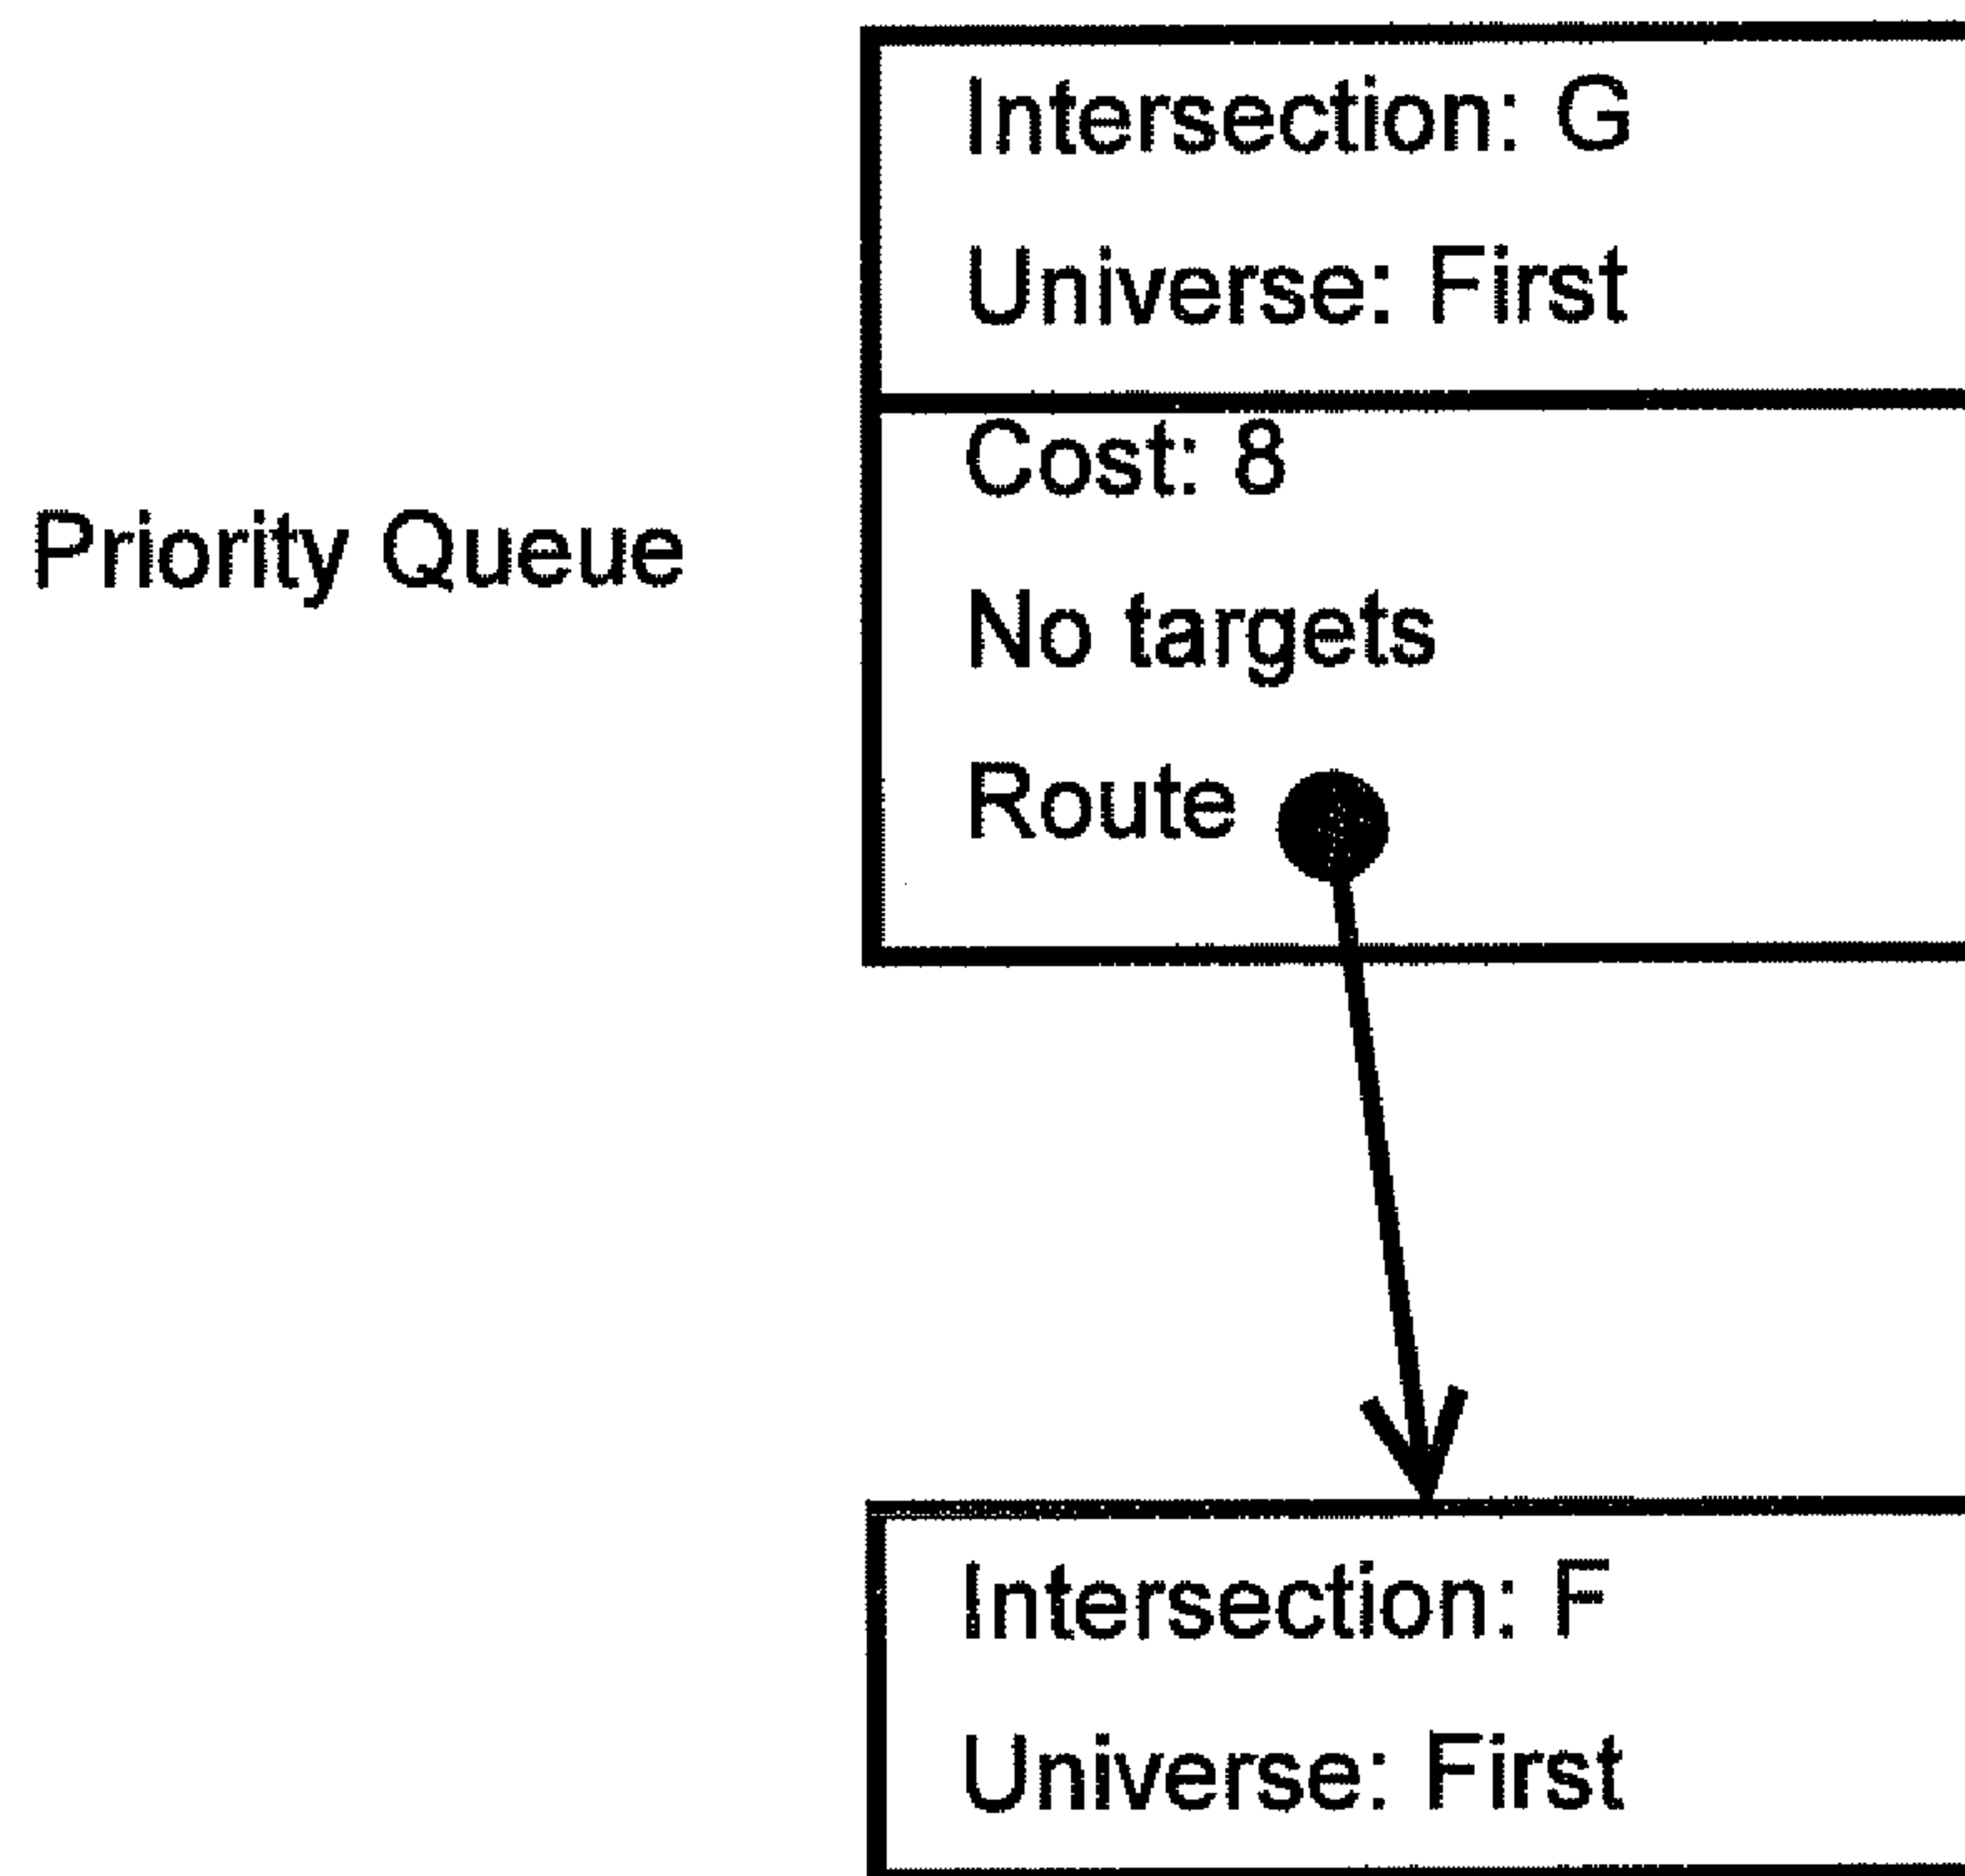 Intersection: G
Universe: First
Cost: 8
Priority Queue
No targets
Route
Intersection: F
Universe: First